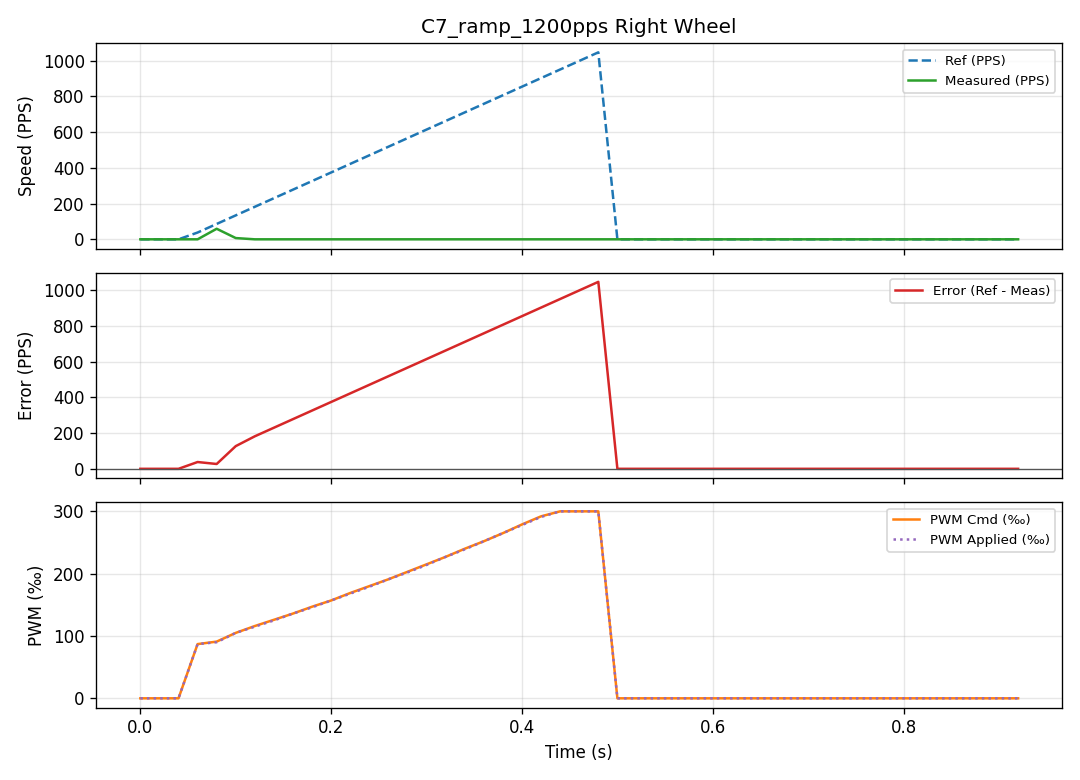 C7_ramp_1200pps Right Wheel
Speed (PPS)
1000
800
600
400
200
0
Ref (PPS)
Measured (PPS)
Error (PPS)
1000
800
600
400
200
0
Error (Ref - Meas)
PWM (‰)
300
200
100
0
PWM Cmd (‰)
PWM Applied (‰)
0.0 0.2 0.4 0.6 0.8
Time (s)